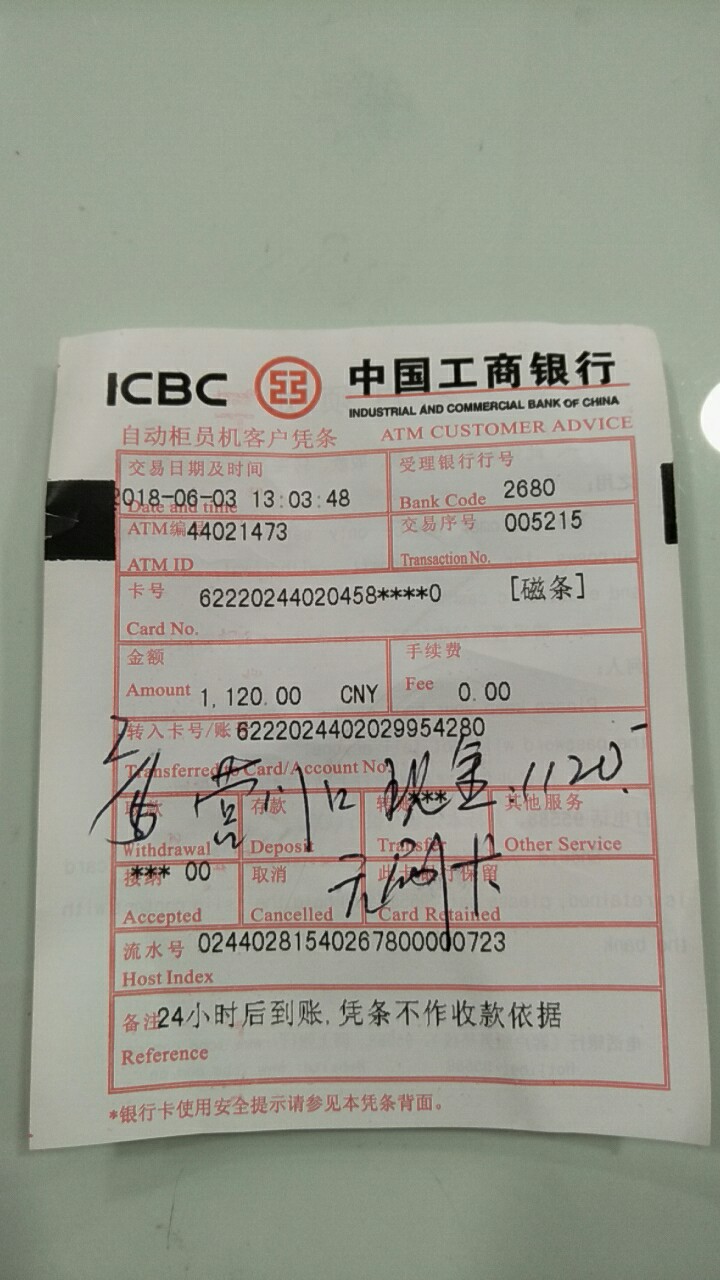 ICBC 中国工商银行
INDUSTRIAL AND COMMERCIAL BANK OF CHINA
自动柜员机客户凭条 ATM CUSTOMER ADVICE
交易日期及时间 受理银行行号
2018-06-03 13:03:48 2680
Date and time Bank Code
ATM编号 44021473 交易序号 005215
ATM ID Transaction No.
卡号 62220244020458****0 [磁条]
Card No.
金额 手续费
Amount 1,120.00 CNY Fee 0.00
转入卡号/账号 6222024402029954280
Transferred to Card/Account No.
现金:1120.-
取款 存款 转账 *** 其他服务
Withdrawal Deposit Transfer Other Service
接纳 *** 00 取消 此卡被行保留
Accepted Cancelled Card Retained
流水号 02440281540267800000723
Host Index
备注 24小时后到账,凭条不作收款依据
Reference
*银行卡使用安全提示请参见本凭条背面。